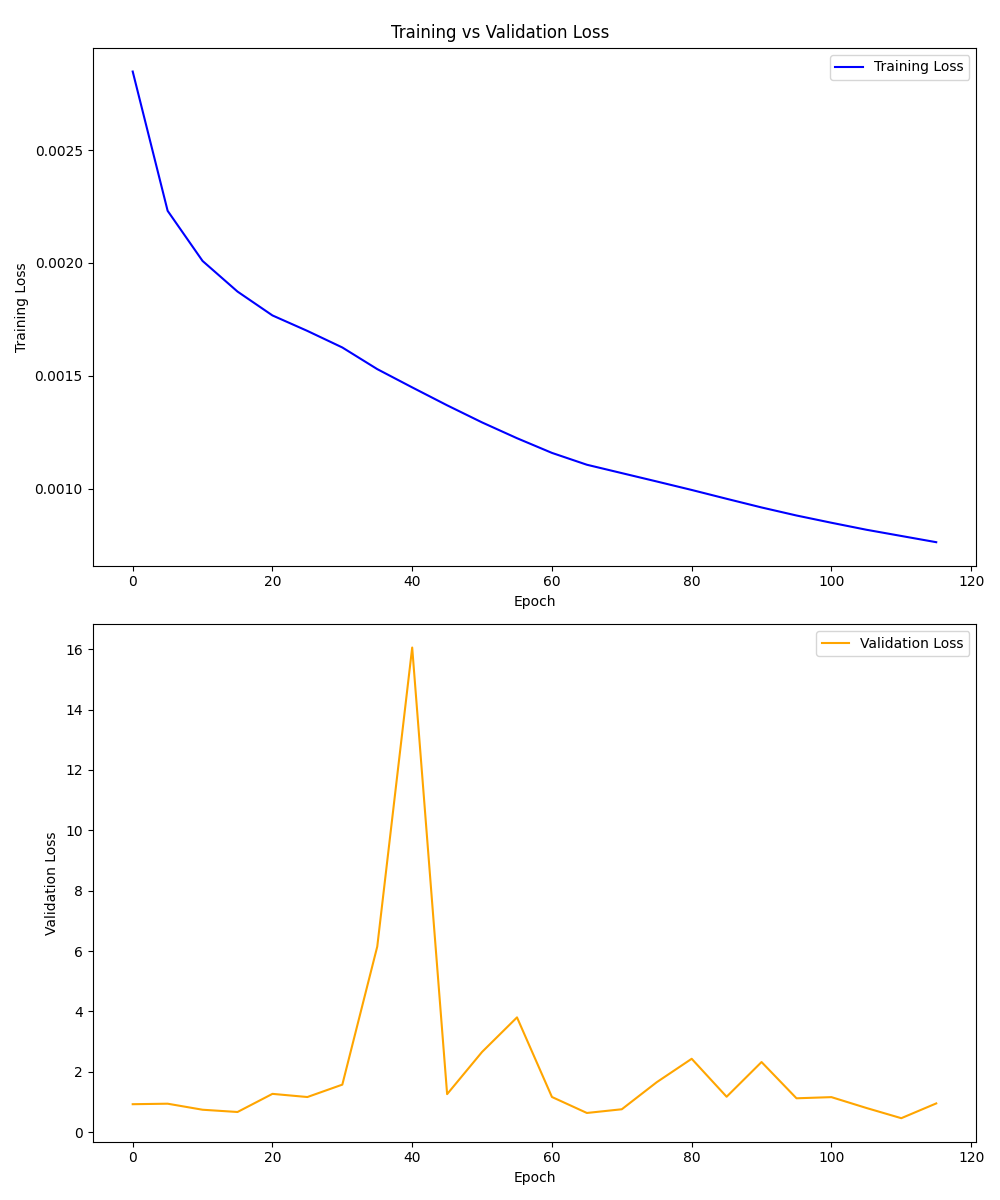 Training vs Validation Loss
Training Loss
Training Loss
0.0025
0.0020
0.0015
0.0010
0 20 40 60 80 100 120
Epoch
Validation Loss
Validation Loss
16
14
12
10
8
6
4
2
0
0 20 40 60 80 100 120
Epoch